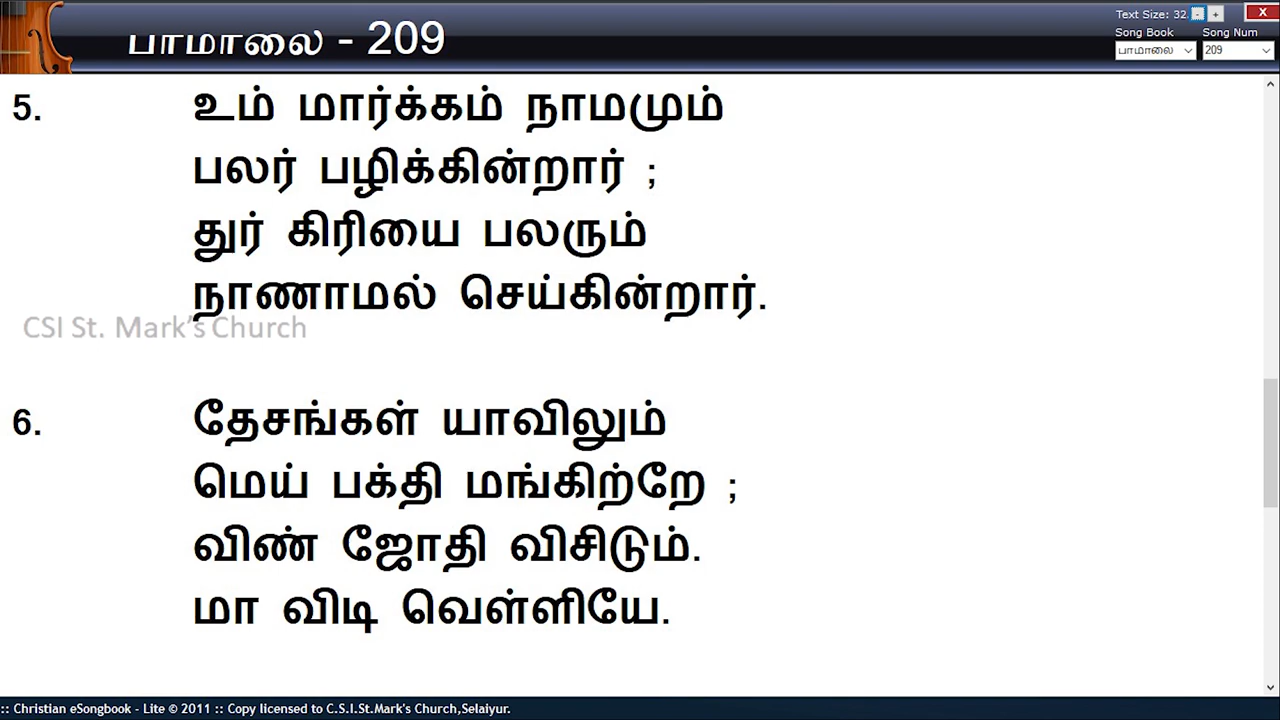 Text Size: 32
- +
X
பாமாலை - 209
Song Book Song Num
பாமாலை 209
5. உம் மார்க்கம் நாமமும்
பலர் பழிக்கின்றார் ;
துர் கிரியை பலரும்
நாணாமல் செய்கின்றார்.
CSI St. Mark's Church
6. தேசங்கள் யாவிலும்
மெய் பக்தி மங்கிற்றே ;
விண் ஜோதி விசிடும்.
மா விடி வெள்ளியே.
:: Christian eSongbook - Lite © 2011 :: Copy licensed to C.S.I.St.Mark's Church,Selaiyur.